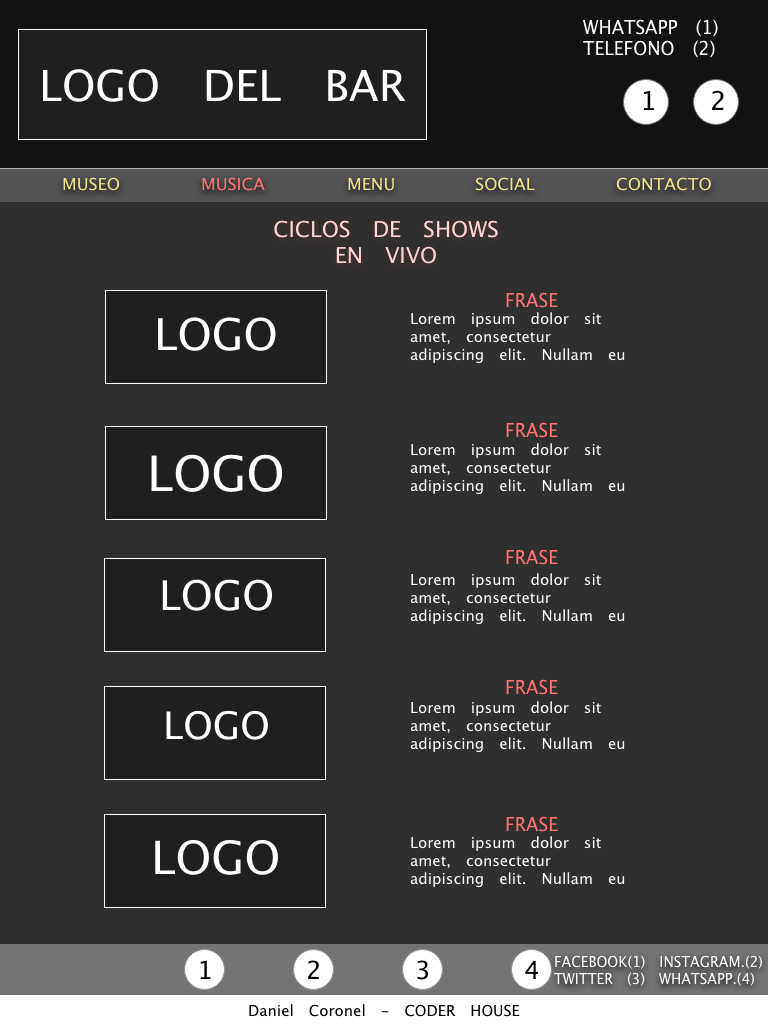 LOGO DEL BAR
WHATSAPP (1)
TELEFONO (2)
1 2
MUSEO MUSICA MENU SOCIAL CONTACTO
CICLOS DE SHOWS
EN VIVO
LOGO
FRASE
Lorem ipsum dolor sit
amet, consectetur
adipiscing elit. Nullam eu
LOGO
FRASE
Lorem ipsum dolor sit
amet, consectetur
adipiscing elit. Nullam eu
LOGO
FRASE
Lorem ipsum dolor sit
amet, consectetur
adipiscing elit. Nullam eu
LOGO
FRASE
Lorem ipsum dolor sit
amet, consectetur
adipiscing elit. Nullam eu
LOGO
FRASE
Lorem ipsum dolor sit
amet, consectetur
adipiscing elit. Nullam eu
1 2 3 4
FACEBOOK(1) INSTAGRAM.(2)
TWITTER (3) WHATSAPP.(4)
Daniel Coronel – CODER HOUSE